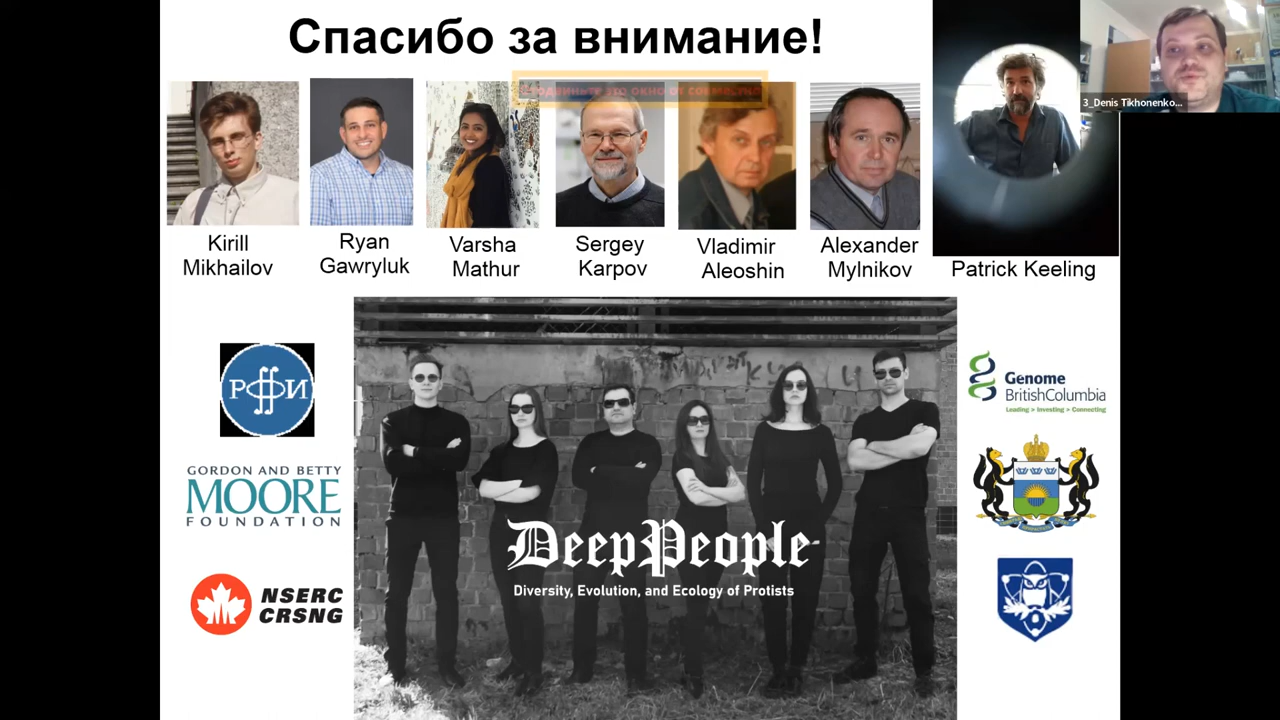 Спасибо за внимание!
3_Denis Tikhonenko...
Kirill
Mikhailov
Ryan
Gawryluk
Varsha
Mathur
Sergey
Karpov
Vladimir
Aleoshin
Alexander
Mylnikov
Patrick Keeling
РФФИ
GORDON AND BETTY
MOORE
FOUNDATION
NSERC
CRSNG
DeepPeople
Diversity, Evolution, and Ecology of Protists
Genome
BritishColumbia
Leading > Investing > Connecting